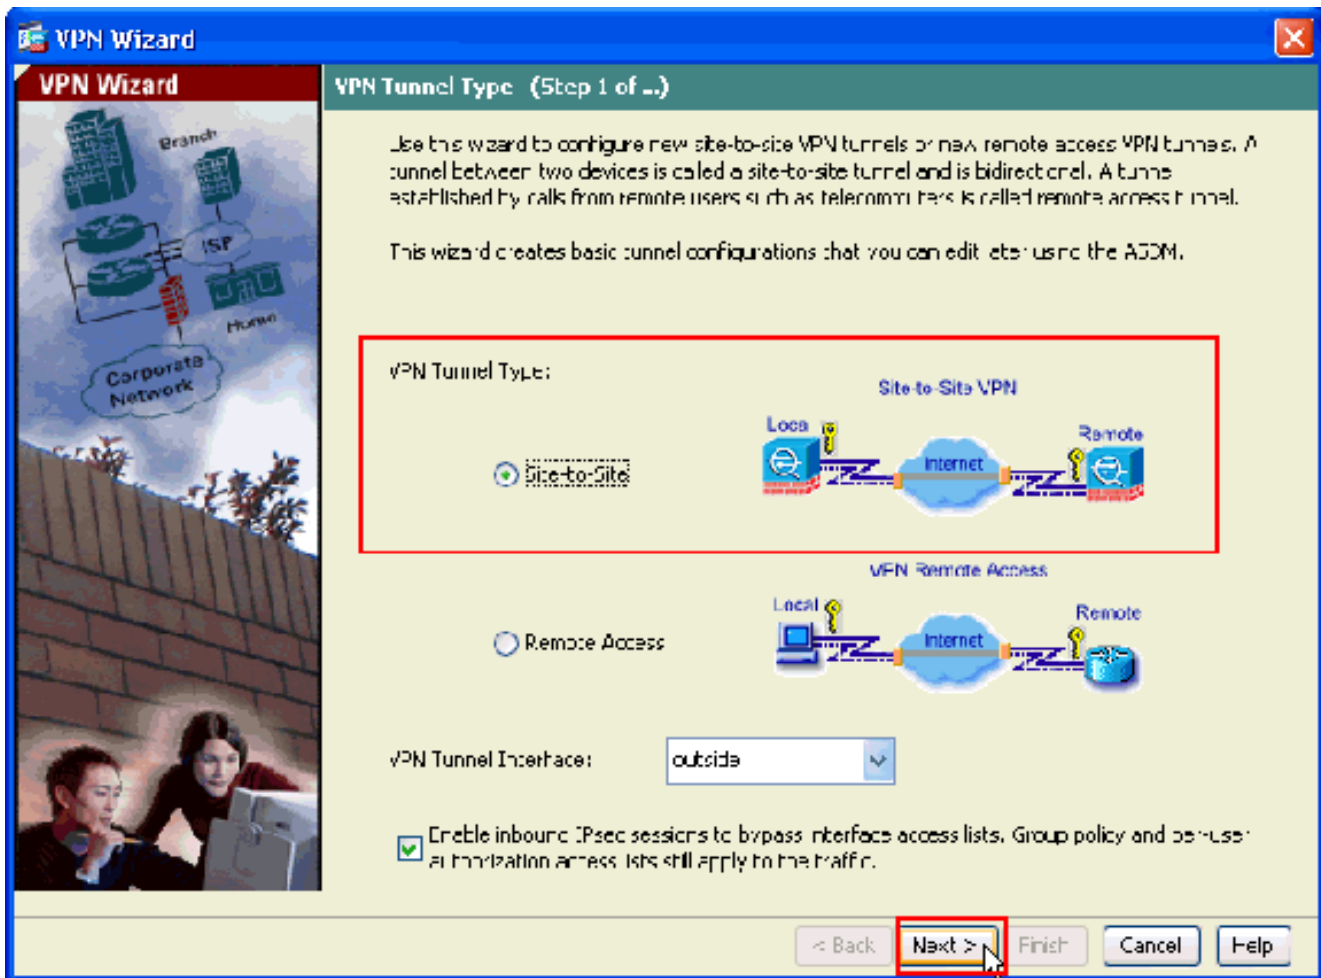 VPN Wizard
VPN Wizard
Branch
ISP
Home
Corporate
Network
VPN Tunnel Type (Step 1 of ...)
Use this wizard to configure new site-to-site VPN tunnels or new remote access VPN tunnels. A
tunnel between two devices is called a site-to-site tunnel and is bidirectional. A tunnel
established by calls from remote users such as telecommuters is called remote access tunnel.
This wizard creates basic tunnel configurations that you can edit later using the ASDM.
VPN Tunnel Type:
Site-to-Site VPN
Local
Remote
Internet
Site-to-Site
VPN Remote Access
Local
Remote
Internet
Remote Access
VPN Tunnel Interface:
outside
Enable inbound IPsec sessions to bypass interface access lists. Group policy and per-user
authorization access lists still apply to the traffic.
< Back
Next >
Finish
Cancel
Help